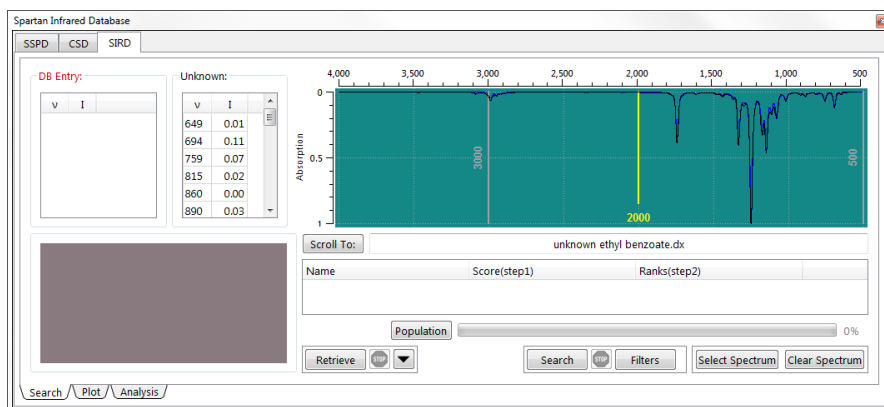 Spartan Infrared Database
SSPD CSD SIRD
DB Entry:
ν I
Unknown:
ν I
649 0.01
694 0.11
759 0.07
815 0.02
860 0.00
890 0.03
4,000 3,500 3,000 2,500 2,000 1,500 1,000 500
Absorption
0
0.5
1
3000
2000
500
Scroll To: unknown ethyl benzoate.dx
Name Score(step1) Ranks(step2)
Population 0%
Retrieve STOP Search STOP Filters Select Spectrum Clear Spectrum
Search Plot Analysis